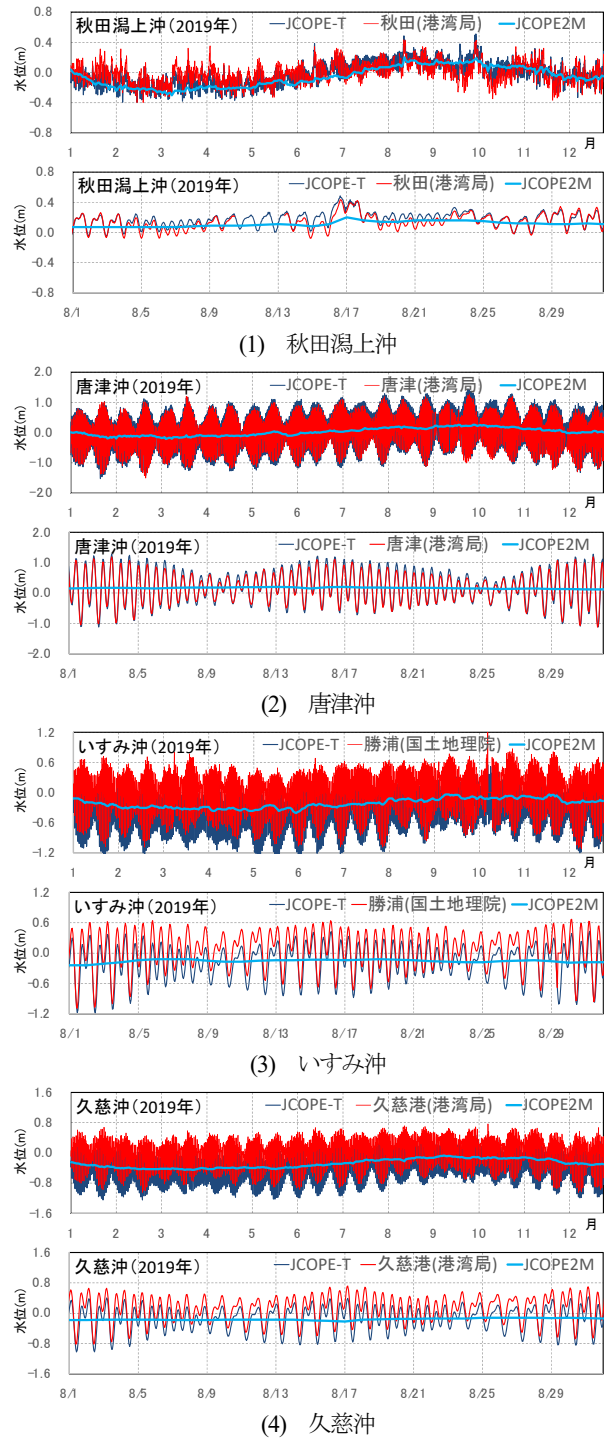 秋田潟上沖（2019年） JCOPE-T 秋田(港湾局) JCOPE2M
水位(m)
0.8
0.4
0.0
-0.4
-0.8
1 2 3 4 5 6 7 8 9 10 11 12 月
秋田潟上沖（2019年） JCOPE-T 秋田(港湾局) JCOPE2M
水位(m)
0.8
0.4
0.0
-0.4
-0.8
8/1 8/5 8/9 8/13 8/17 8/21 8/25 8/29
(1) 秋田潟上沖
唐津沖（2019年） JCOPE-T 唐津(港湾局) JCOPE2M
水位(m)
2.0
1.0
0.0
-1.0
-2.0
1 2 3 4 5 6 7 8 9 10 11 12 月
唐津沖（2019年） JCOPE-T 唐津(港湾局) JCOPE2M
水位(m)
2.0
1.0
0.0
-1.0
-2.0
8/1 8/5 8/9 8/13 8/17 8/21 8/25 8/29
(2) 唐津沖
いすみ沖（2019年） JCOPE-T 勝浦(国土地理院) JCOPE2M
水位(m)
1.2
0.6
-0.0
-0.6
-1.2
1 2 3 4 5 6 7 8 9 10 11 12 月
いすみ沖（2019年） JCOPE-T 勝浦(国土地理院) JCOPE2M
水位(m)
1.2
0.6
-0.0
-0.6
-1.2
8/1 8/5 8/9 8/13 8/17 8/21 8/25 8/29
(3) いすみ沖
久慈沖（2019年） JCOPE-T 久慈港(港湾局) JCOPE2M
水位(m)
1.6
0.8
-0.0
-0.8
-1.6
1 2 3 4 5 6 7 8 9 10 11 12 月
久慈沖（2019年） JCOPE-T 久慈港(港湾局) JCOPE2M
水位(m)
1.6
0.8
-0.0
-0.8
-1.6
8/1 8/5 8/9 8/13 8/17 8/21 8/25 8/29
(4) 久慈沖